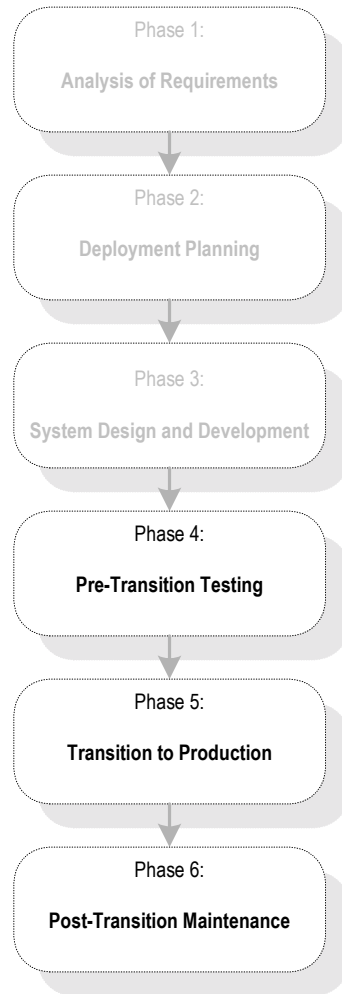 Phase 1:
Analysis of Requirements
Phase 2:
Deployment Planning
Phase 3:
System Design and Development
Phase 4:
Pre-Transition Testing
Phase 5:
Transition to Production
Phase 6:
Post-Transition Maintenance